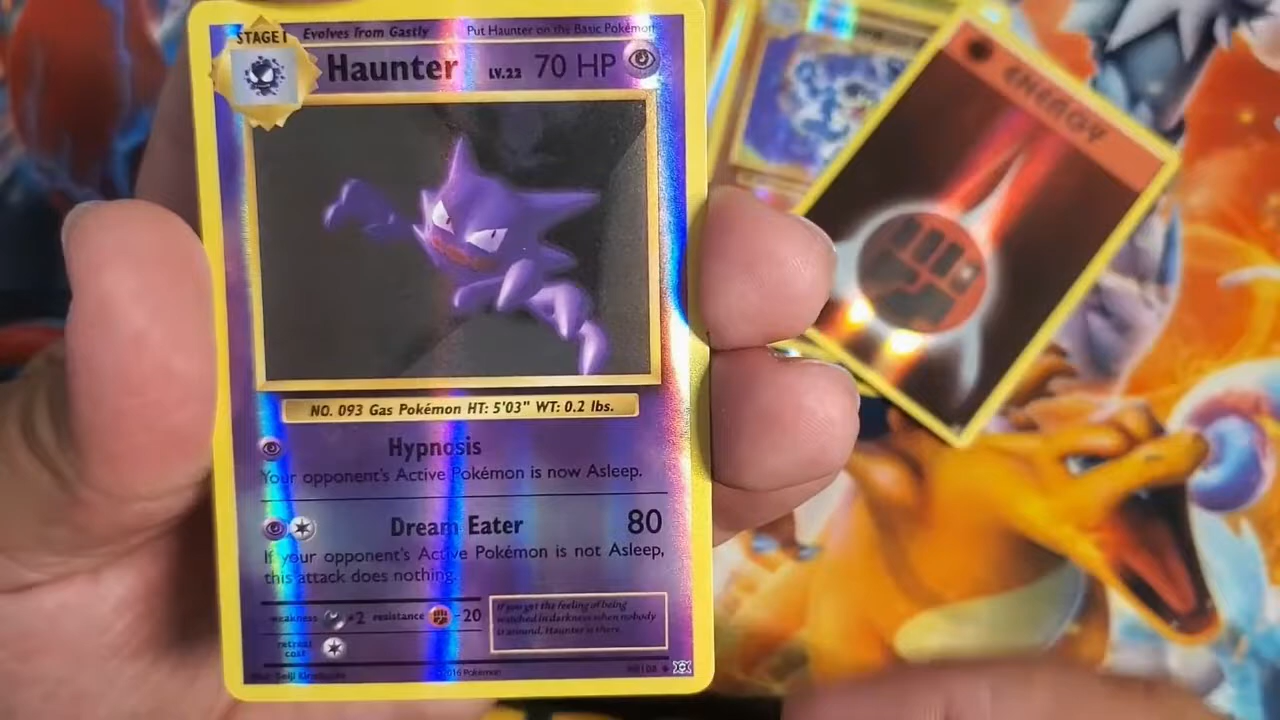 STAGE1 Evolves From Gastly Put Haunter on the Basic Pokémon
Haunter LV.22 70 HP
NO. 093 Gas Pokémon HT: 5'03" WT: 0.2 lbs.
Hypnosis
Your opponent's Active Pokémon is now Asleep.
Dream Eater 80
If your opponent's Active Pokémon is not Asleep,
this attack does nothing.
weakness ×2 resistance -20
retreat
cost
If you get the feeling of being
watched in darkness when nobody
is around, Haunter is there.
©2016 Pokémon
ENERGY